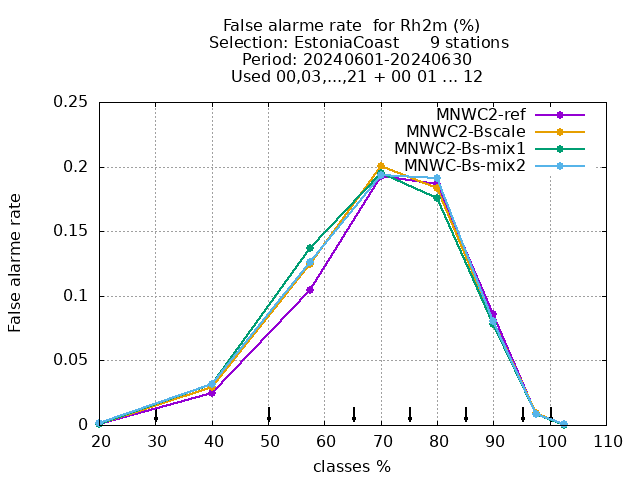 False alarme rate  for Rh2m (%)
Selection: EstoniaCoast      9 stations
Period: 20240601-20240630
Used 00,03,...,21 + 00 01 ... 12
MNWC2-ref
MNWC2-Bscale
MNWC2-Bs-mix1
MNWC-Bs-mix2
False alarme rate
0.25
0.2
0.15
0.1
0.05
0
20 30 40 50 60 70 80 90 100 110
classes %